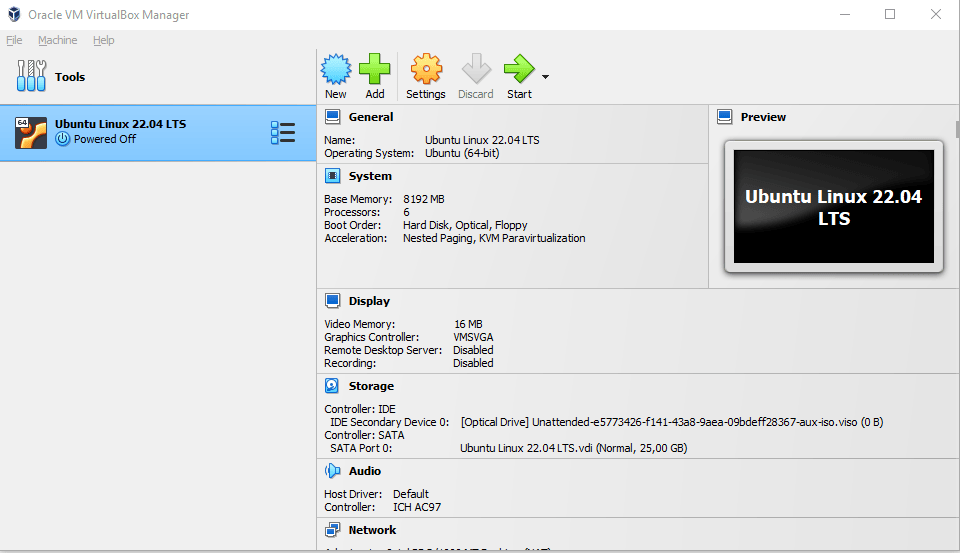 Oracle VM VirtualBox Manager
File Machine Help
Tools
New Add Settings Discard Start
64
Ubuntu Linux 22.04 LTS
Powered Off
General
Name: Ubuntu Linux 22.04 LTS
Operating System: Ubuntu (64-bit)
Preview
Ubuntu Linux 22.04
LTS
System
Base Memory: 8192 MB
Processors: 6
Boot Order: Hard Disk, Optical, Floppy
Acceleration: Nested Paging, KVM Paravirtualization
Display
Video Memory: 16 MB
Graphics Controller: VMSVGA
Remote Desktop Server: Disabled
Recording: Disabled
Storage
Controller: IDE
IDE Secondary Device 0: [Optical Drive] Unattended-e5773426-f141-43a8-9aea-09bdeff28367-aux-iso.viso (0 B)
Controller: SATA
SATA Port 0: Ubuntu Linux 22.04 LTS.vdi (Normal, 25,00 GB)
Audio
Host Driver: Default
Controller: ICH AC97
Network